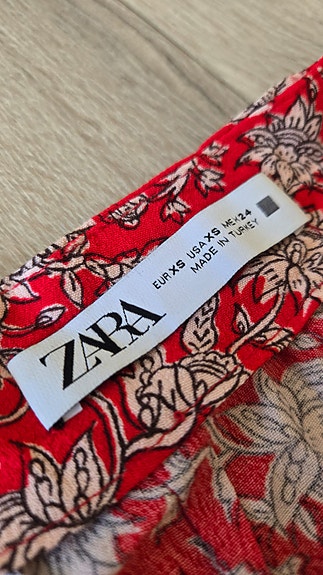 ZARA
EUR XS USA XS MEX 24
MADE IN TURKEY